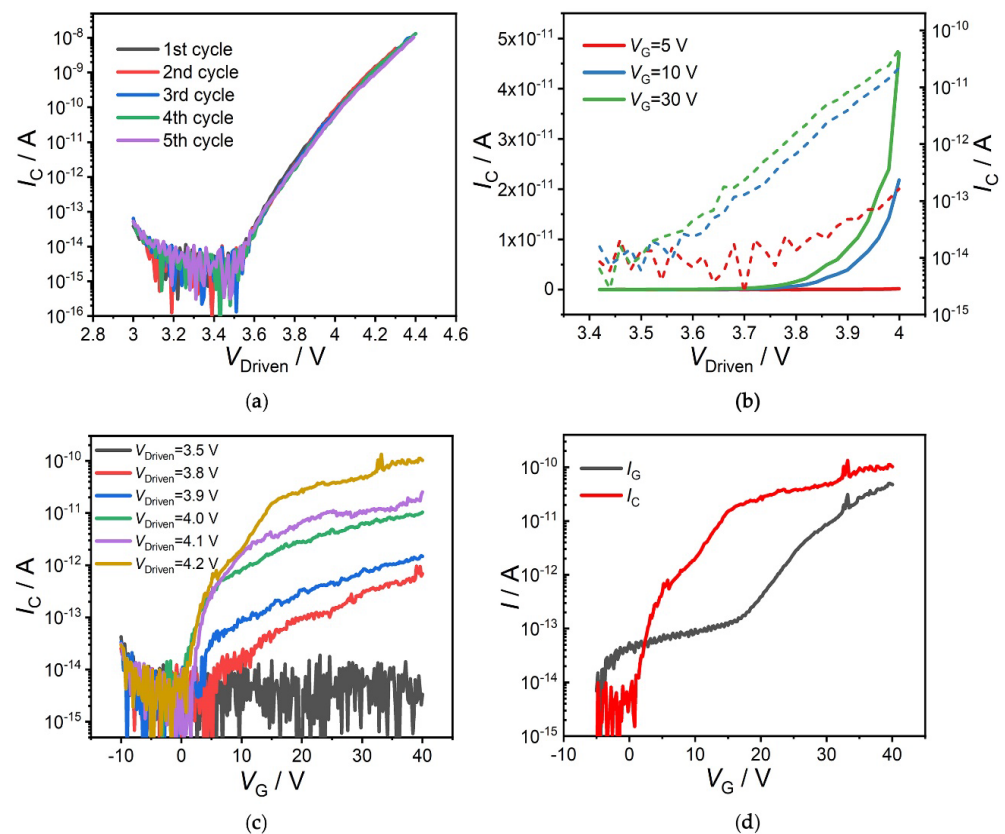 10⁻⁸
10⁻⁹
10⁻¹⁰
10⁻¹¹
10⁻¹²
10⁻¹³
10⁻¹⁴
10⁻¹⁵
10⁻¹⁶
I_C / A
1st cycle
2nd cycle
3rd cycle
4th cycle
5th cycle
2.8 3.0 3.2 3.4 3.6 3.8 4.0 4.2 4.4 4.6
V_Driven / V
(a)
5x10⁻¹¹
4x10⁻¹¹
3x10⁻¹¹
2x10⁻¹¹
1x10⁻¹¹
0
I_C / A
V_G=5 V
V_G=10 V
V_G=30 V
10⁻¹⁰
10⁻¹¹
10⁻¹²
10⁻¹³
10⁻¹⁴
10⁻¹⁵
I_C / A
3.4 3.5 3.6 3.7 3.8 3.9 4
V_Driven / V
(b)
10⁻¹⁰
10⁻¹¹
10⁻¹²
10⁻¹³
10⁻¹⁴
10⁻¹⁵
I_C / A
V_Driven=3.5 V
V_Driven=3.8 V
V_Driven=3.9 V
V_Driven=4.0 V
V_Driven=4.1 V
V_Driven=4.2 V
-10 0 10 20 30 40
V_G / V
(c)
10⁻⁹
10⁻¹⁰
10⁻¹¹
10⁻¹²
10⁻¹³
10⁻¹⁴
10⁻¹⁵
I / A
I_G
I_C
-10 0 10 20 30 40
V_G / V
(d)